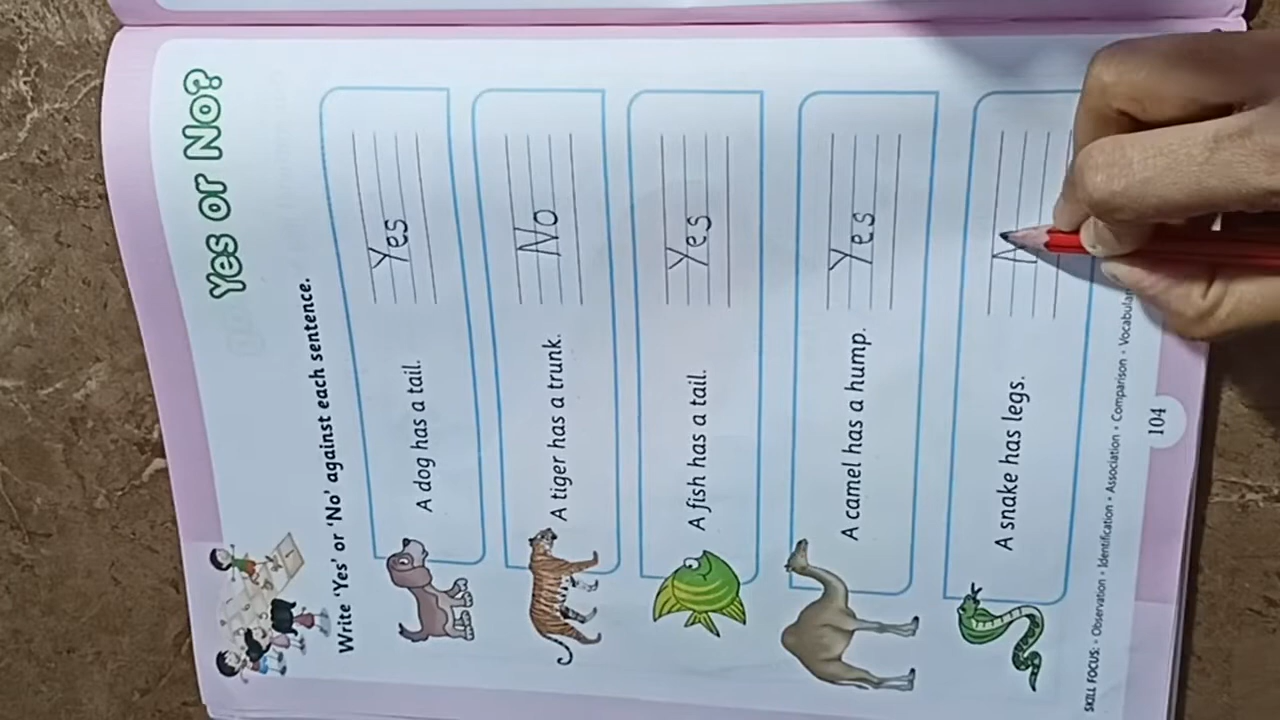 Yes or No?
Write 'Yes' or 'No' against each sentence.
A dog has a tail. Yes
A tiger has a trunk. No
A fish has a tail. Yes
A camel has a hump. Yes
A snake has legs. N
104
SKILL FOCUS: • Observation • Identification • Association • Comparison •